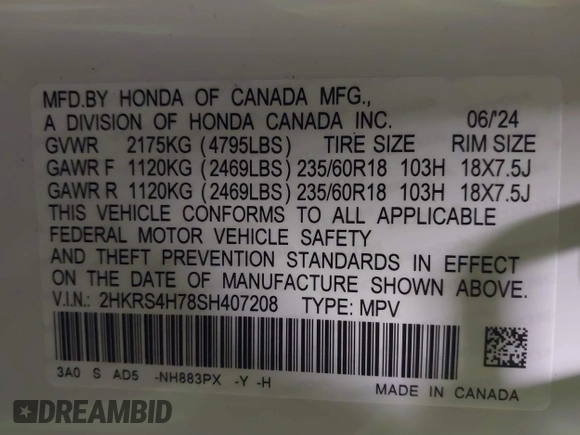 MFD.BY HONDA OF CANADA MFG.,
A DIVISION OF HONDA CANADA INC. 06/'24
GVWR 2175KG (4795LBS) TIRE SIZE RIM SIZE
GAWR F 1120KG (2469LBS) 235/60R18 103H 18X7.5J
GAWR R 1120KG (2469LBS) 235/60R18 103H 18X7.5J
THIS VEHICLE CONFORMS TO ALL APPLICABLE
FEDERAL MOTOR VEHICLE SAFETY
AND THEFT PREVENTION STANDARDS IN EFFECT
ON THE DATE OF MANUFACTURE SHOWN ABOVE.
V.I.N.: 2HKRS4H78SH407208 TYPE: MPV
3A0 S AD5 -NH883PX -Y -H
MADE IN CANADA
DREAMBID